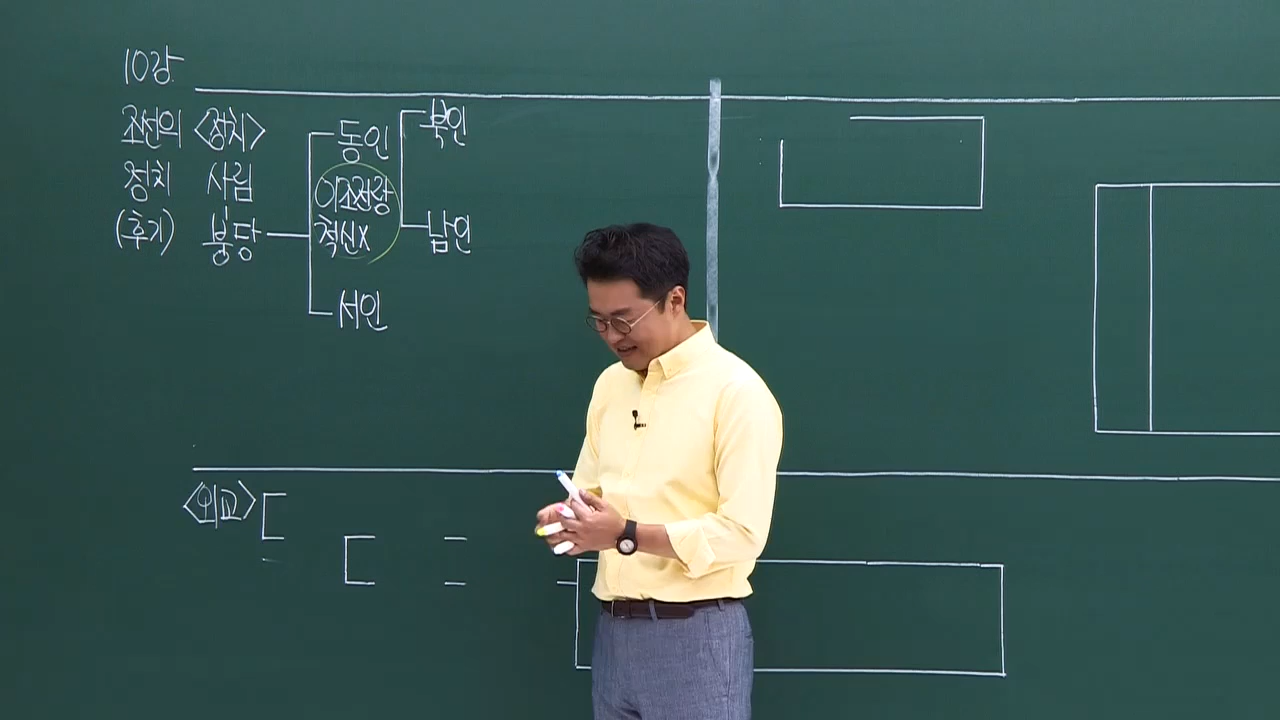 10강
조선의 <정치>
정치 사림
(후기) 붕당
동인
이조전랑
척신X
서인
북인
남인
<외교>